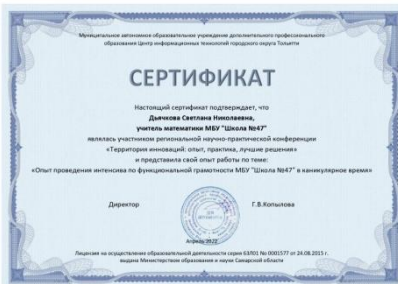 Муниципальное автономное образовательное учреждение дополнительного профессионального
образования Центр информационных технологий городского округа Тольятти
СЕРТИФИКАТ
Настоящий сертификат подтверждает, что
Дьячкова Светлана Николаевна,
учитель математики МБУ "Школа №47"
являлась участником региональной научно-практической конференции
«Территория инноваций: опыт, практика, лучшие решения»
и представила свой опыт работы по теме:
«Опыт проведения интенсива по функциональной грамотности МБУ "Школа №47" в каникулярное время»
Директор Г.В.Копылова
Апрель 2022
Лицензия на осуществление образовательной деятельности серия 63Л01 № 0001577 от 24.08.2015 г.
выдана Министерством образования и науки Самарской области